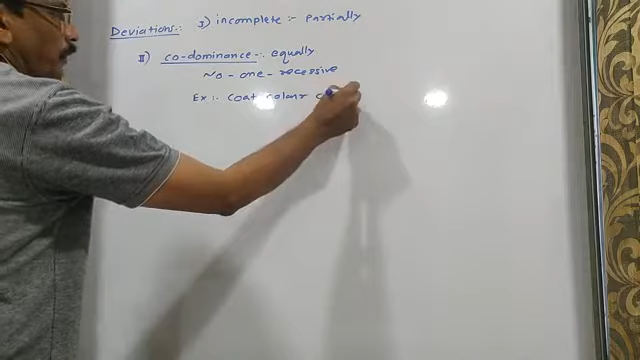 Deviations:. I) incomplete :- Partially
II) co-dominance :. equally
No - one - recessive
Ex :. Coat colour